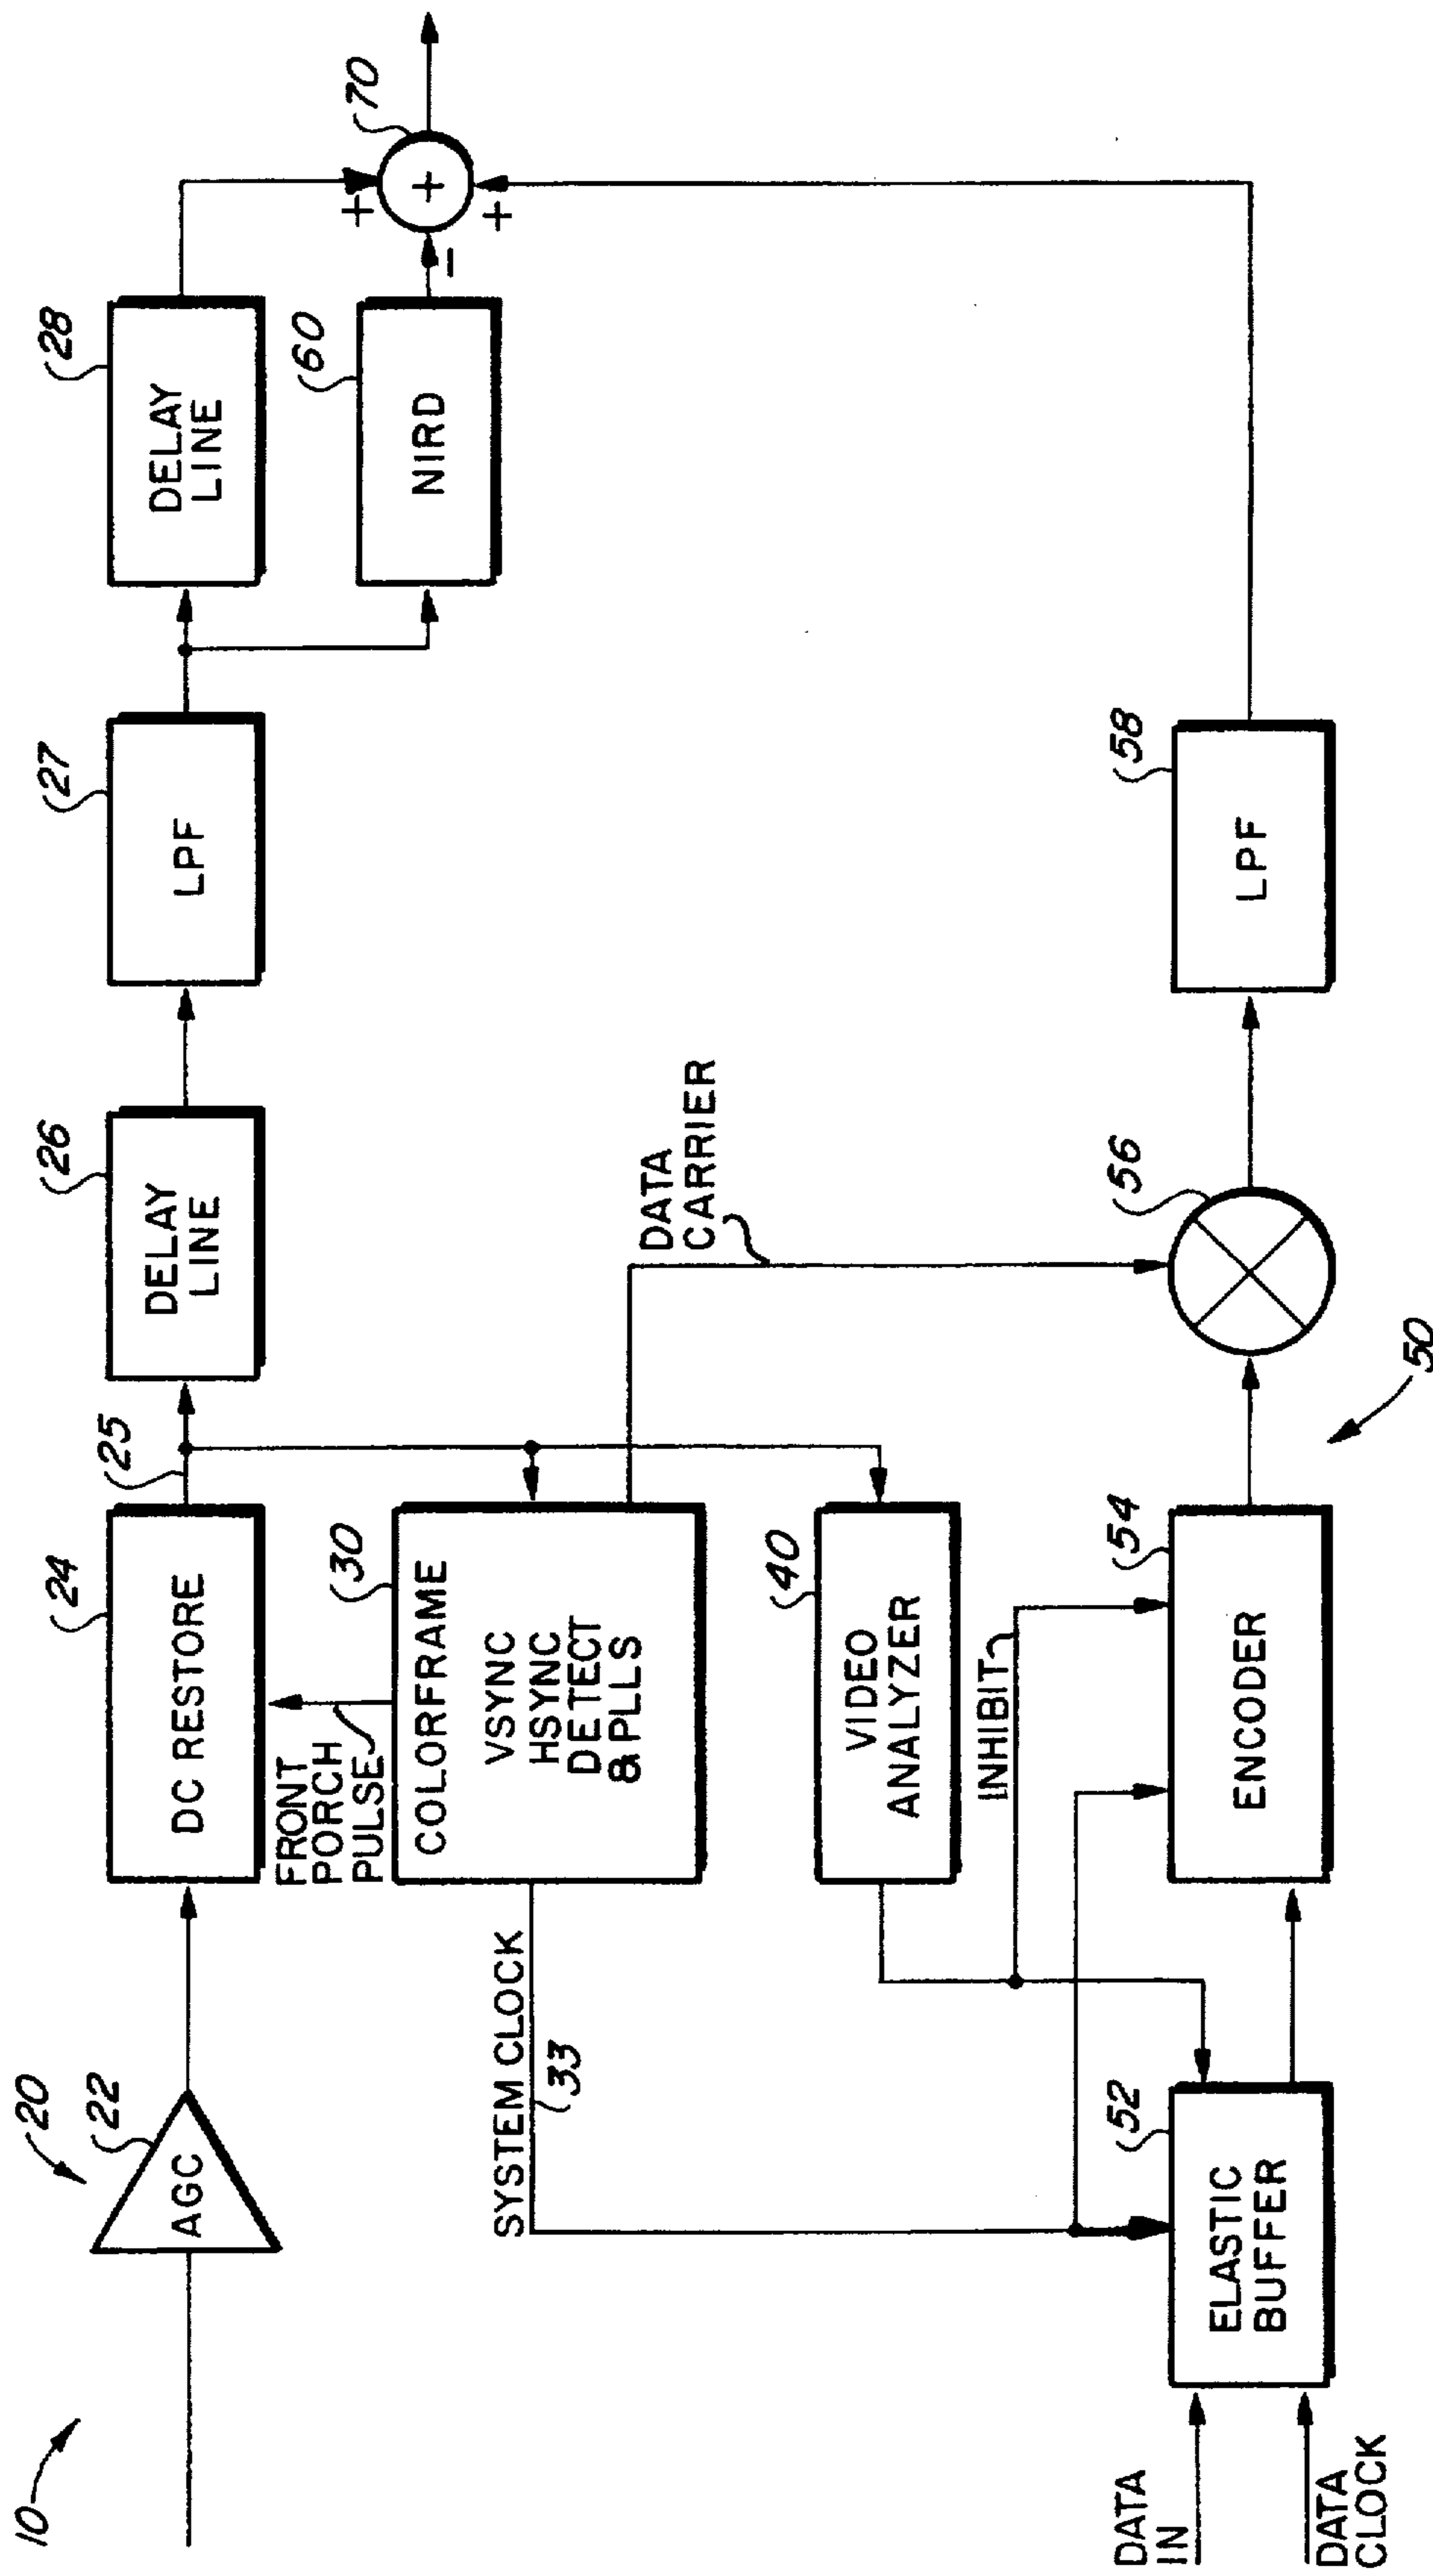 10
20
22
AGC
24
DC RESTORE
25
26
DELAY
LINE
27
LPF
28
DELAY
LINE
60
NIRD
70
+
+
−
+
FRONT
PORCH
PULSE
30
COLORFRAME
VSYNC
HSYNC
DETECT
& PLLS
SYSTEM CLOCK
33
DATA
CARRIER
40
VIDEO
ANALYZER
INHIBIT
DATA
IN
DATA
CLOCK
52
ELASTIC
BUFFER
54
ENCODER
50
56
58
LPF